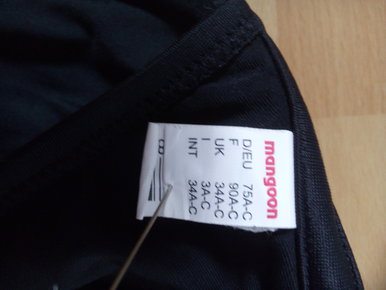 mangoon
D/EU 75A-C
F 90A-C
UK 34A-C
I 3A-C
INT 34A-C